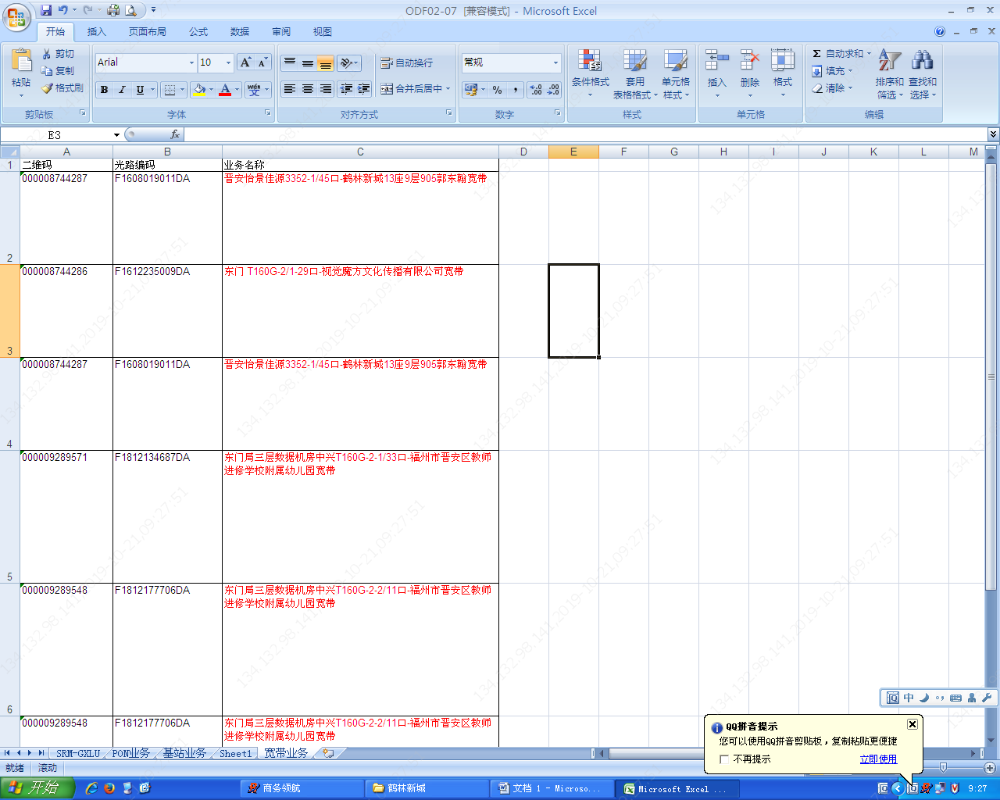 ODF02-07 [兼容模式] - Microsoft Excel
开始 插入 页面布局 公式 数据 审阅 视图
粘贴 剪切 复制 格式刷 剪贴板
Arial 10 字体
自动换行 合并后居中 对齐方式
常规 数字
条件格式 套用表格格式 单元格样式 样式
插入 删除 格式 单元格
Σ 自动求和 填充 清除 排序和筛选 查找和选择 编辑
E3 fx
A B C D E F G H I J K L M
1 二维码 光路编码 业务名称
2 000008744287 F1608019011DA 晋安怡景佳源3352-1/45口-鹤林新城13座9层905郭东翰宽带
3 000008744286 F1612235009DA 东门 T160G-2/1-29口-视觉魔方文化传播有限公司宽带
4 000008744287 F1608019011DA 晋安怡景佳源3352-1/45口-鹤林新城13座9层905郭东翰宽带
5 000009289571 F1812134687DA 东门局三层数据机房中兴T160G-2-1/33口-福州市晋安区教师
进修学校附属幼儿园宽带
6 000009289548 F1812177706DA 东门局三层数据机房中兴T160G-2-2/11口-福州市晋安区教师
进修学校附属幼儿园宽带
000009289548 F1812177706DA 东门局三层数据机房中兴T160G-2-2/11口-福州市晋安区教师
进修学校附属幼儿园宽带
134.132.98.141,2019-10-21,09:27:51
SRM-GXLU PON业务 基站业务 Sheet1 宽带业务
就绪 滚动
中
QQ拼音提示
您可以使用QQ拼音剪贴板，复制粘贴更便捷
不再提示 立即使用
开始 商务领航 鹤林新城 文档 1 - Microso... Microsoft Excel ... 9:27